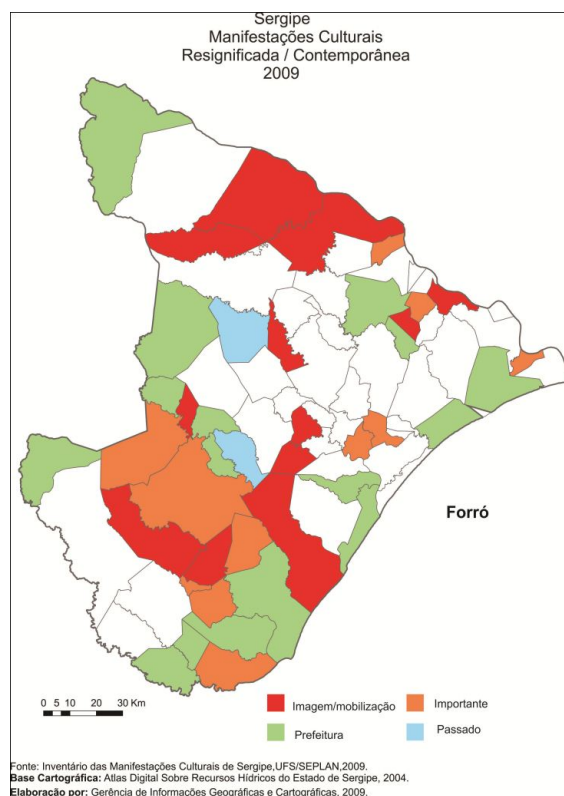 Sergipe
Manifestações Culturais
Resignificada / Contemporânea
2009
Forró
0 5 10 20 30 Km
Imagem/mobilização
Importante
Prefeitura
Passado
Fonte: Inventário das Manifestações Culturais de Sergipe,UFS/SEPLAN,2009.
Base Cartográfica: Atlas Digital Sobre Recursos Hídricos do Estado de Sergipe, 2004.
Elaboração por: Gerência de Informações Geográficas e Cartográficas, 2009.